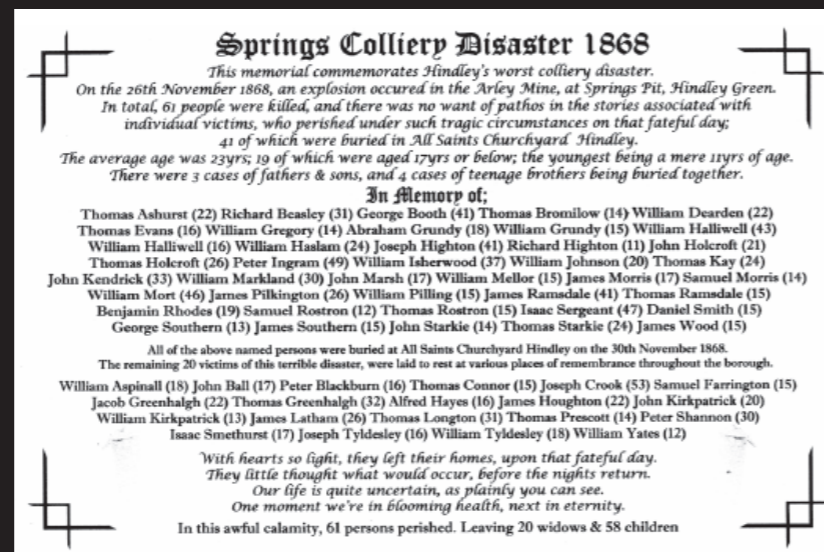 Springs Colliery Disaster 1868
This memorial commemorates Hindley's worst colliery disaster.
On the 26th November 1868, an explosion occured in the Arley Mine, at Springs Pit, Hindley Green.
In total, 61 people were killed, and there was no want of pathos in the stories associated with
individual victims, who perished under such tragic circumstances on that fateful day;
41 of which were buried in All Saints Churchyard Hindley.
The average age was 23yrs; 19 of which were aged 17yrs or below; the youngest being a mere 11yrs of age.
There were 3 cases of fathers & sons, and 4 cases of teenage brothers being buried together.
In Memory of;
Thomas Ashurst (22) Richard Beasley (31) George Booth (41) Thomas Bromilow (14) William Dearden (22)
Thomas Evans (16) William Gregory (14) Abraham Grundy (18) William Grundy (15) William Halliwell (43)
William Halliwell (16) William Haslam (24) Joseph Highton (41) Richard Highton (11) John Holcroft (21)
Thomas Holcroft (26) Peter Ingram (49) William Isherwood (37) William Johnson (20) Thomas Kay (24)
John Kendrick (33) William Markland (30) John Marsh (17) William Mellor (15) James Morris (17) Samuel Morris (14)
William Mort (46) James Pilkington (26) William Pilling (15) James Ramsdale (41) Thomas Ramsdale (15)
Benjamin Rhodes (19) Samuel Rostron (12) Thomas Rostron (15) Isaac Sergeant (47) Daniel Smith (15)
George Southern (13) James Southern (15) John Starkie (14) Thomas Starkie (24) James Wood (15)
All of the above named persons were buried at All Saints Churchyard Hindley on the 30th November 1868.
The remaining 20 victims of this terrible disaster, were laid to rest at various places of remembrance throughout the borough.
William Aspinall (18) John Ball (17) Peter Blackburn (16) Thomas Connor (15) Joseph Crook (53) Samuel Farrington (15)
Jacob Greenhalgh (22) Thomas Greenhalgh (32) Alfred Hayes (16) James Houghton (22) John Kirkpatrick (20)
William Kirkpatrick (13) James Latham (26) Thomas Longton (31) Thomas Prescott (14) Peter Shannon (30)
Isaac Smethurst (17) Joseph Tyldesley (16) William Tyldesley (18) William Yates (12)
With hearts so light, they left their homes, upon that fateful day.
They little thought what would occur, before the nights return.
Our life is quite uncertain, as plainly you can see.
One moment we're in blooming health, next in eternity.
In this awful calamity, 61 persons perished. Leaving 20 widows & 58 children